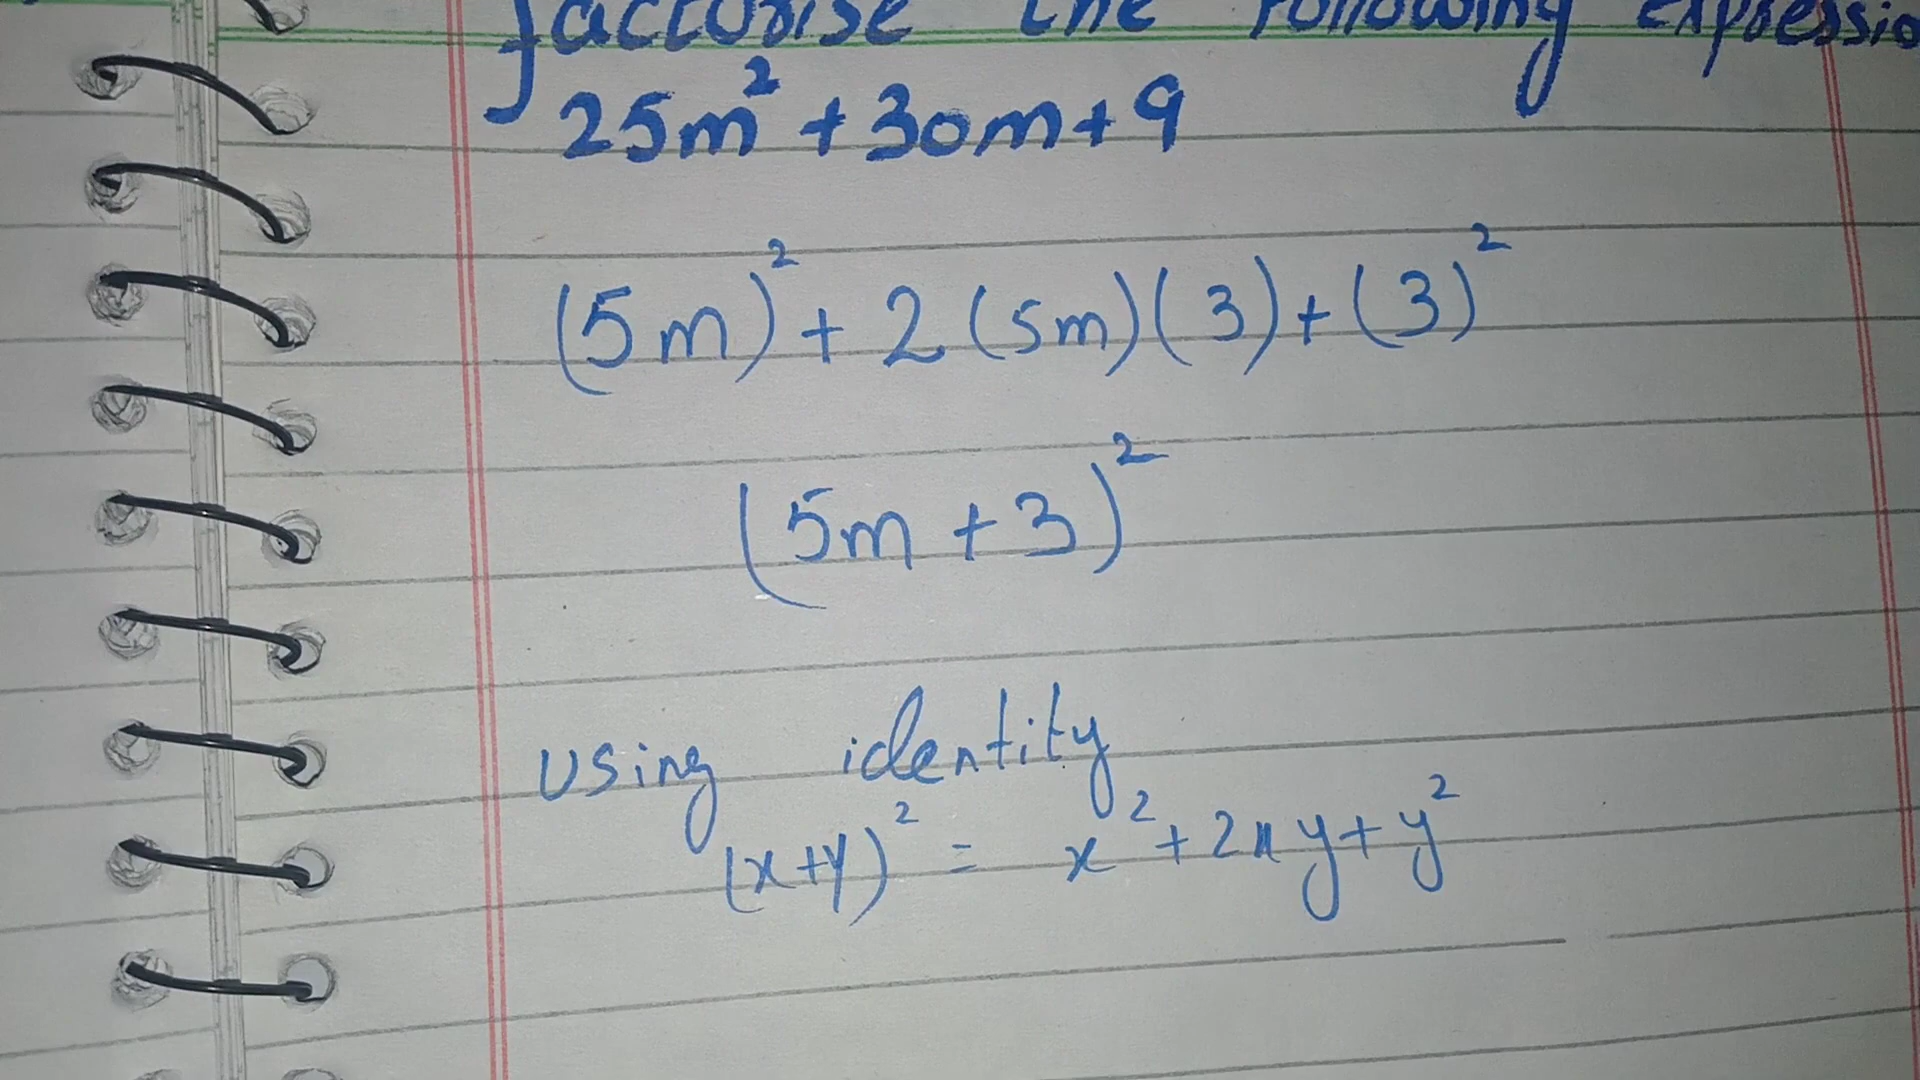 factorise the following expressio
25m² + 30m + 9
(5m)² + 2 (5m)(3) + (3)²
(5m + 3)²
Using identity
(x+y)² = x² + 2xy + y²